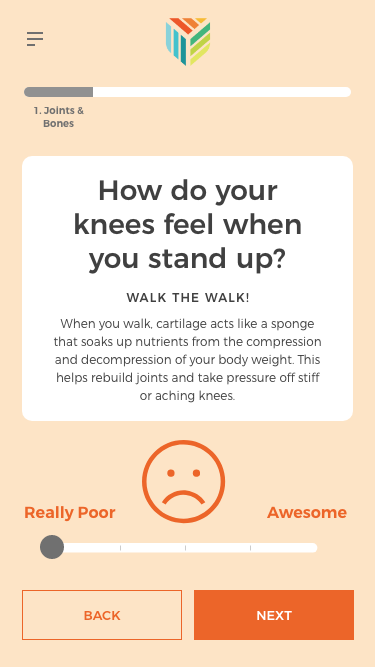 1. Joints &
Bones
How do your
knees feel when
you stand up?
WALK THE WALK!
When you walk, cartilage acts like a sponge
that soaks up nutrients from the compression
and decompression of your body weight. This
helps rebuild joints and take pressure off stiff
or aching knees.
Really Poor
Awesome
BACK
NEXT